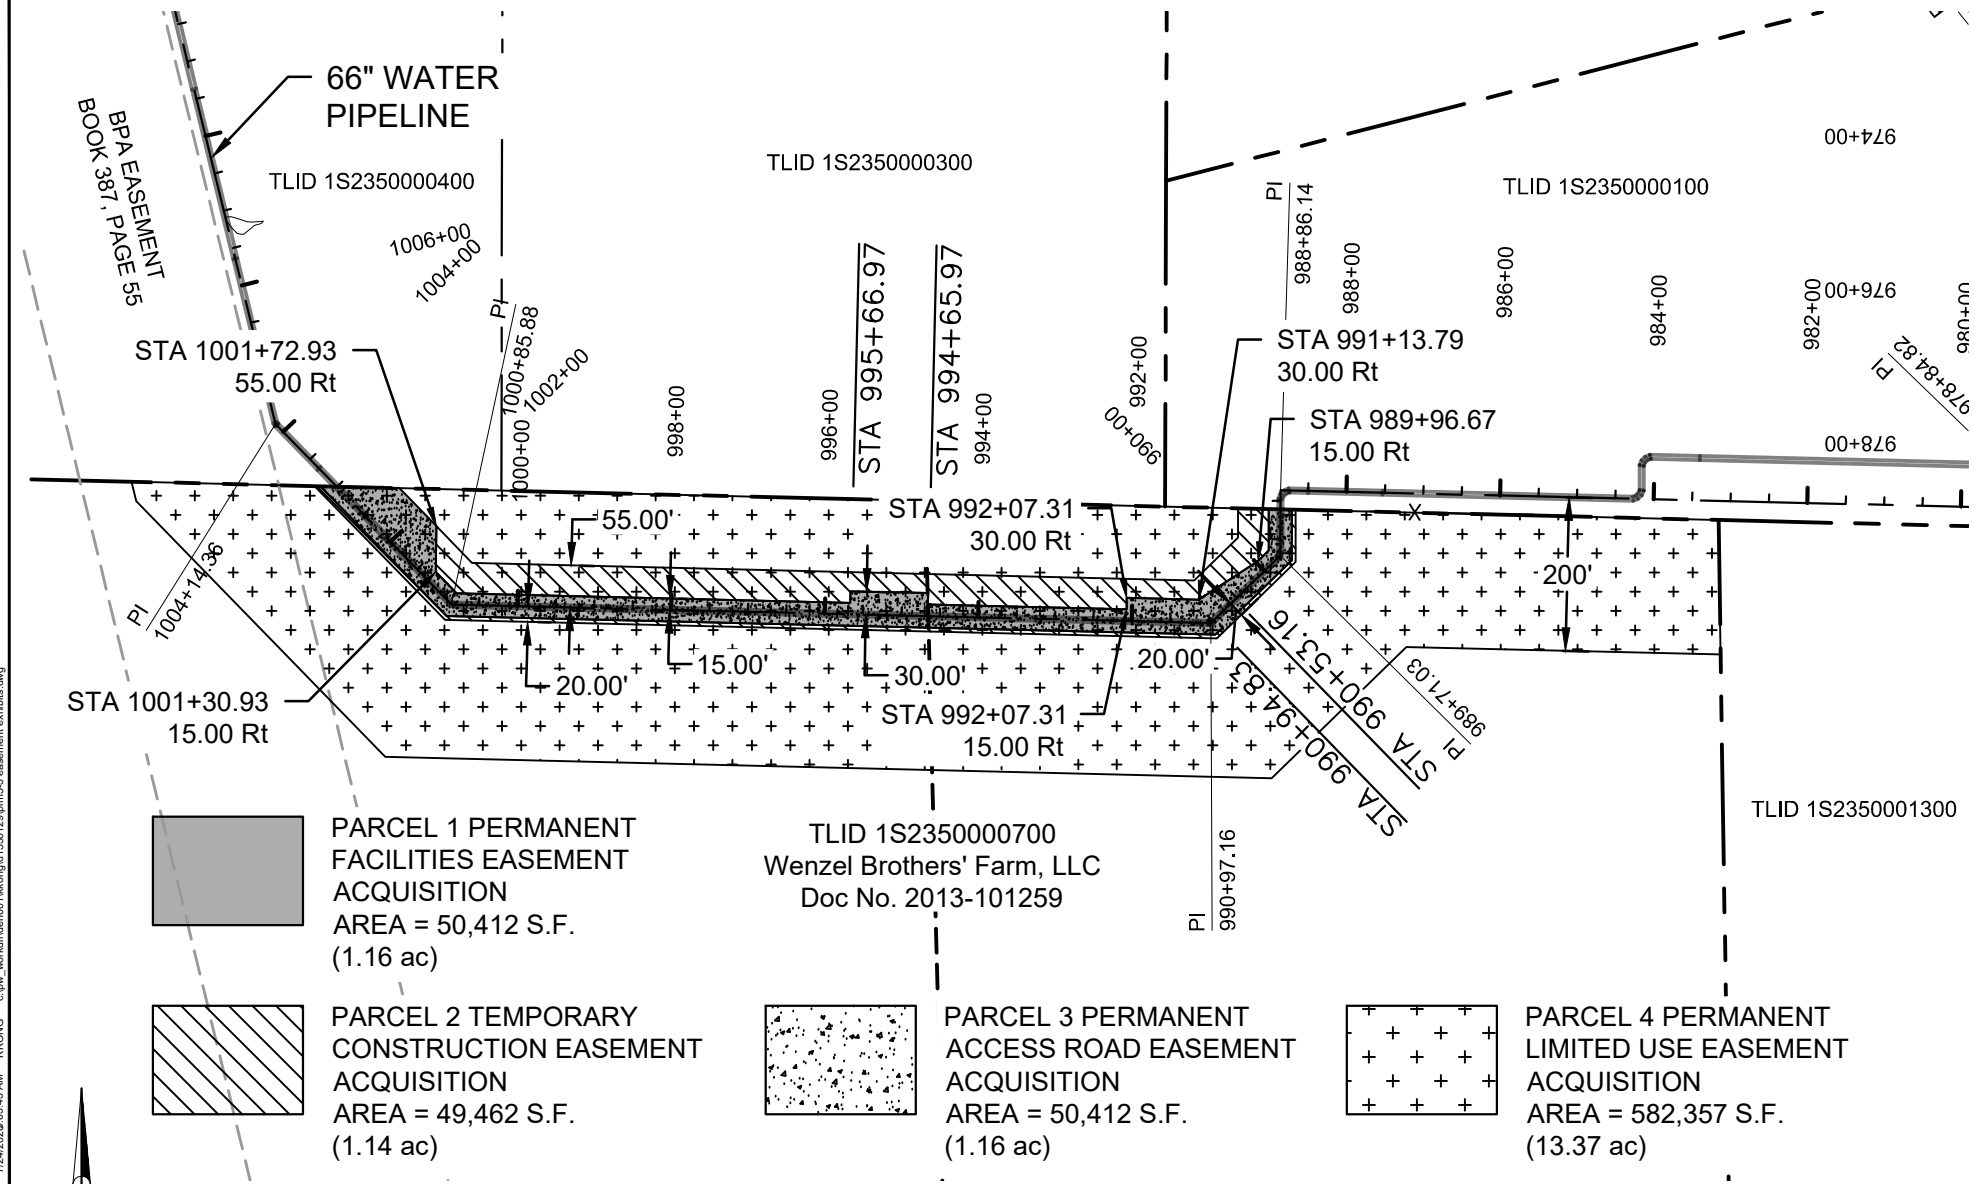 66" WATER
PIPELINE
BPA EASEMENT
BOOK 387, PAGE 55
TLID 1S2350000400
TLID 1S2350000300
TLID 1S2350000100
974+00
976+00
978+00
PI
978+84.82
980+00
982+00
984+00
986+00
988+00
PI
988+86.14
1006+00
1004+00
PI
1000+85.88
1002+00
998+00
996+00
STA 995+66.97
STA 994+65.97
994+00
992+00
990+00
STA 1001+72.93
55.00 Rt
STA 991+13.79
30.00 Rt
STA 989+96.67
15.00 Rt
STA 992+07.31
30.00 Rt
55.00'
200'
X
PI
1004+14.36
STA 1001+30.93
15.00 Rt
20.00'
15.00'
30.00'
20.00'
STA 992+07.31
15.00 Rt
STA 990+53.16
STA 990+94.83
PI
989+71.03
PI
990+97.16
TLID 1S2350001300
TLID 1S2350000700
Wenzel Brothers' Farm, LLC
Doc No. 2013-101259
PARCEL 1 PERMANENT
FACILITIES EASEMENT
ACQUISITION
AREA = 50,412 S.F.
(1.16 ac)
PARCEL 2 TEMPORARY
CONSTRUCTION EASEMENT
ACQUISITION
AREA = 49,462 S.F.
(1.14 ac)
PARCEL 3 PERMANENT
ACCESS ROAD EASEMENT
ACQUISITION
AREA = 50,412 S.F.
(1.16 ac)
PARCEL 4 PERMANENT
LIMITED USE EASEMENT
ACQUISITION
AREA = 582,357 S.F.
(13.37 ac)